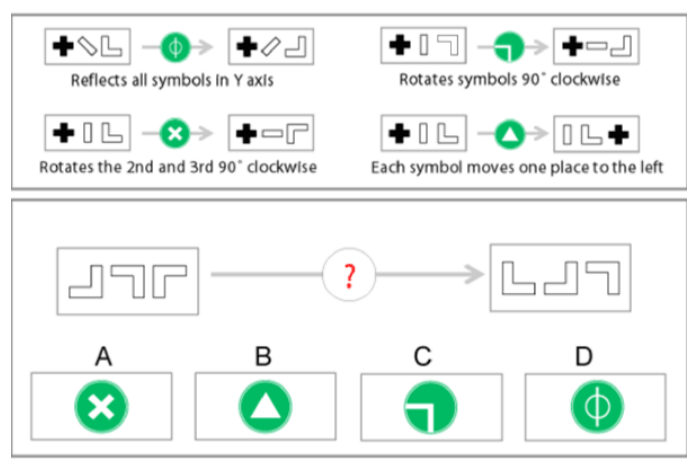 Reflects all symbols in Y axis
Rotates symbols 90° clockwise
Rotates the 2nd and 3rd 90° clockwise
Each symbol moves one place to the left
?
A B C D